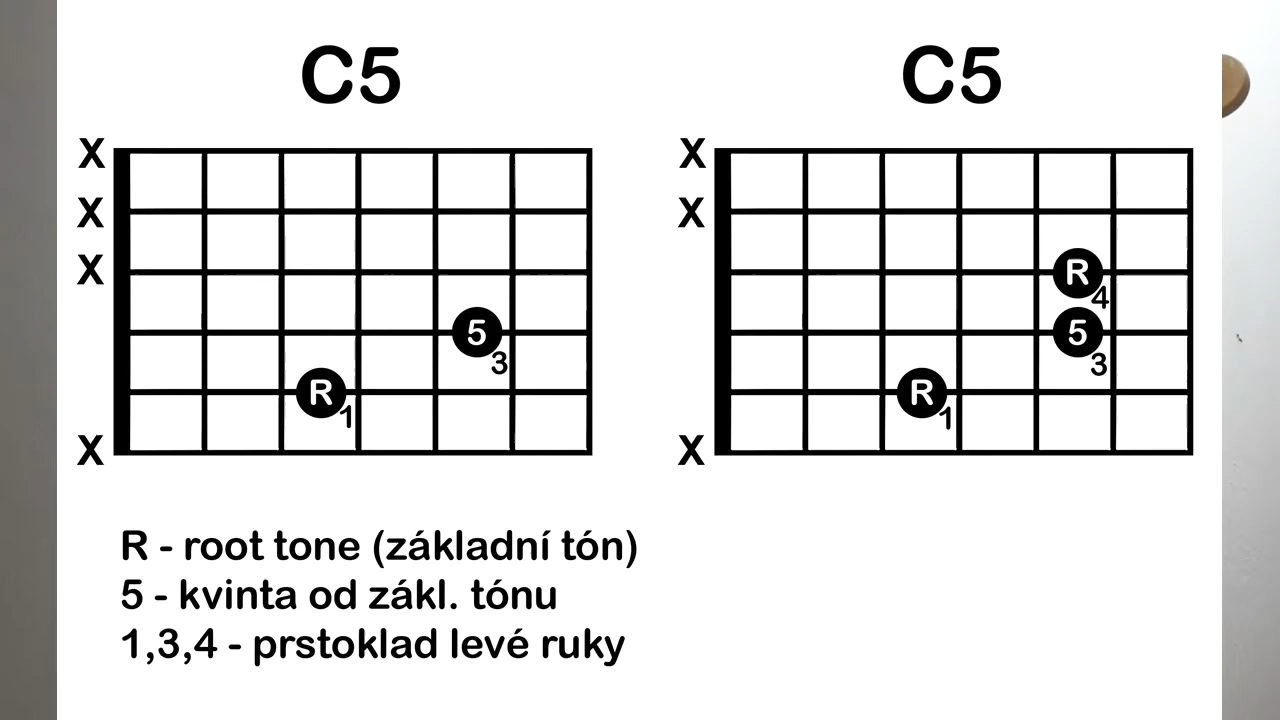 C5 C5
X X
X X
X R 4
5 3 5 3
R 1 R 1
X X
R - root tone (základní tón)
5 - kvinta od zákl. tónu
1,3,4 - prstoklad levé ruky